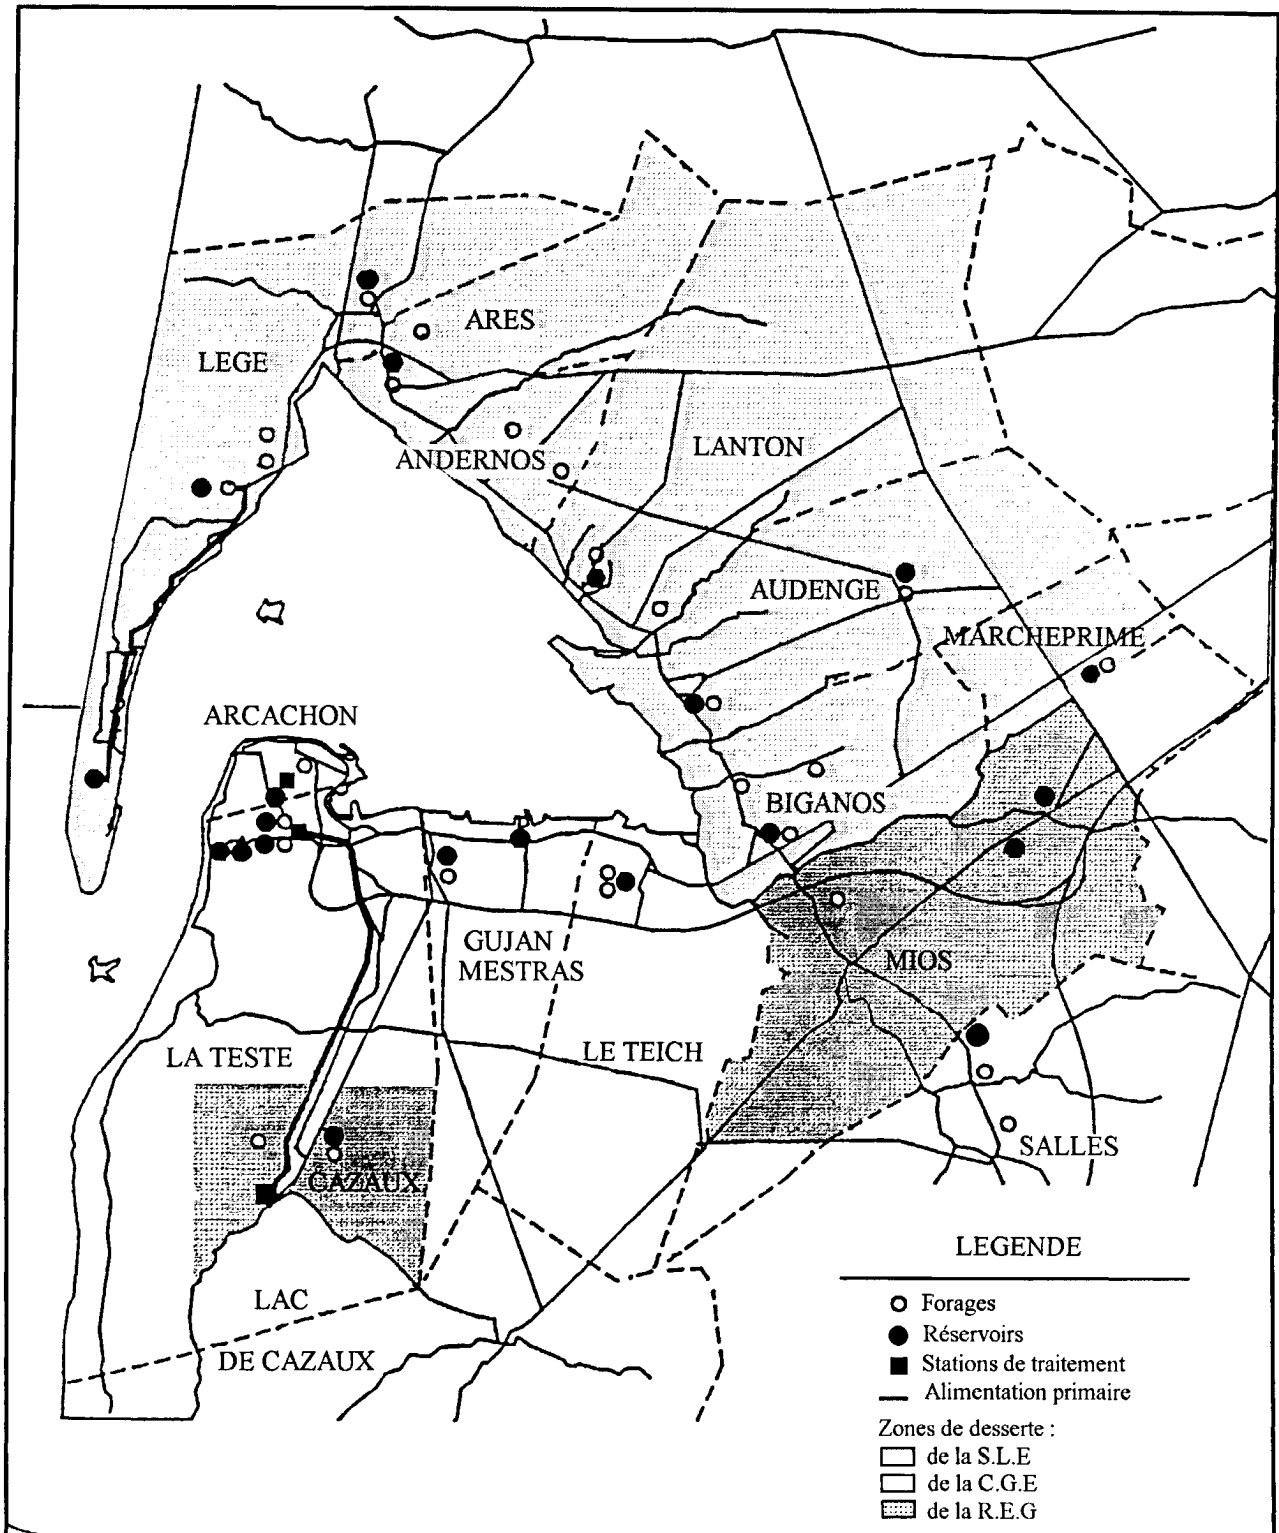 ARES
LEGE
LANTON
ANDERNOS
AUDENGE
MARCHEPRIME
ARCACHON
BIGANOS
GUJAN
MESTRAS
MIOS
LA TESTE
LE TEICH
SALLES
CAZAUX
LEGENDE
LAC
DE CAZAUX
Forages
Réservoirs
Stations de traitement
Alimentation primaire
Zones de desserte :
de la S.L.E
de la C.G.E
de la R.E.G